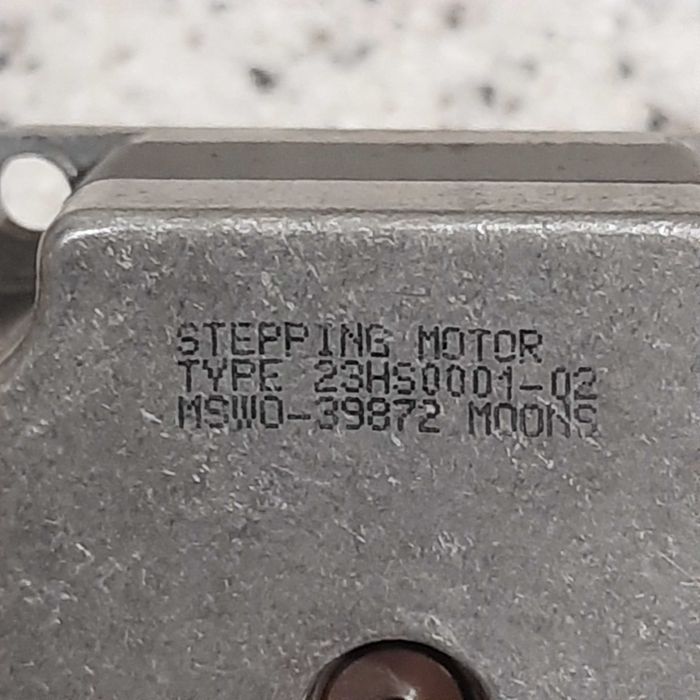 STEPPING MOTOR
TYPE 23HS0001-02
MSWO-39872 MOONS